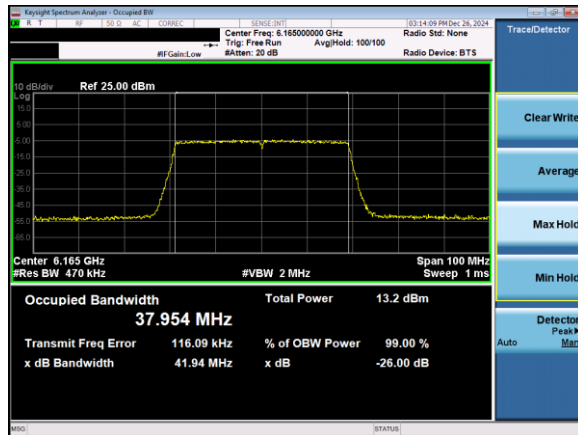 Keysight Spectrum Analyzer - Occupied BW
R T RF 50 Ω AC CORREC SENSE:INT 03:14:09 PM Dec 26, 2024
Center Freq: 6.165000000 GHz Radio Std: None
Trig: Free Run Avg|Hold: 100/100
#IFGain:Low #Atten: 20 dB Radio Device: BTS
Trace/Detector
10 dB/div Ref 25.00 dBm
Log
15.0
5.00
-5.00
-15.0
-25.0
-35.0
-45.0
-55.0
-65.0
Center 6.165 GHz Span 100 MHz
#Res BW 470 kHz #VBW 2 MHz Sweep 1 ms
Occupied Bandwidth Total Power 13.2 dBm
37.954 MHz
Transmit Freq Error 116.09 kHz % of OBW Power 99.00 %
x dB Bandwidth 41.94 MHz x dB -26.00 dB
Clear Write
Average
Max Hold
Min Hold
Detector
Peak
Auto Man
MSG STATUS